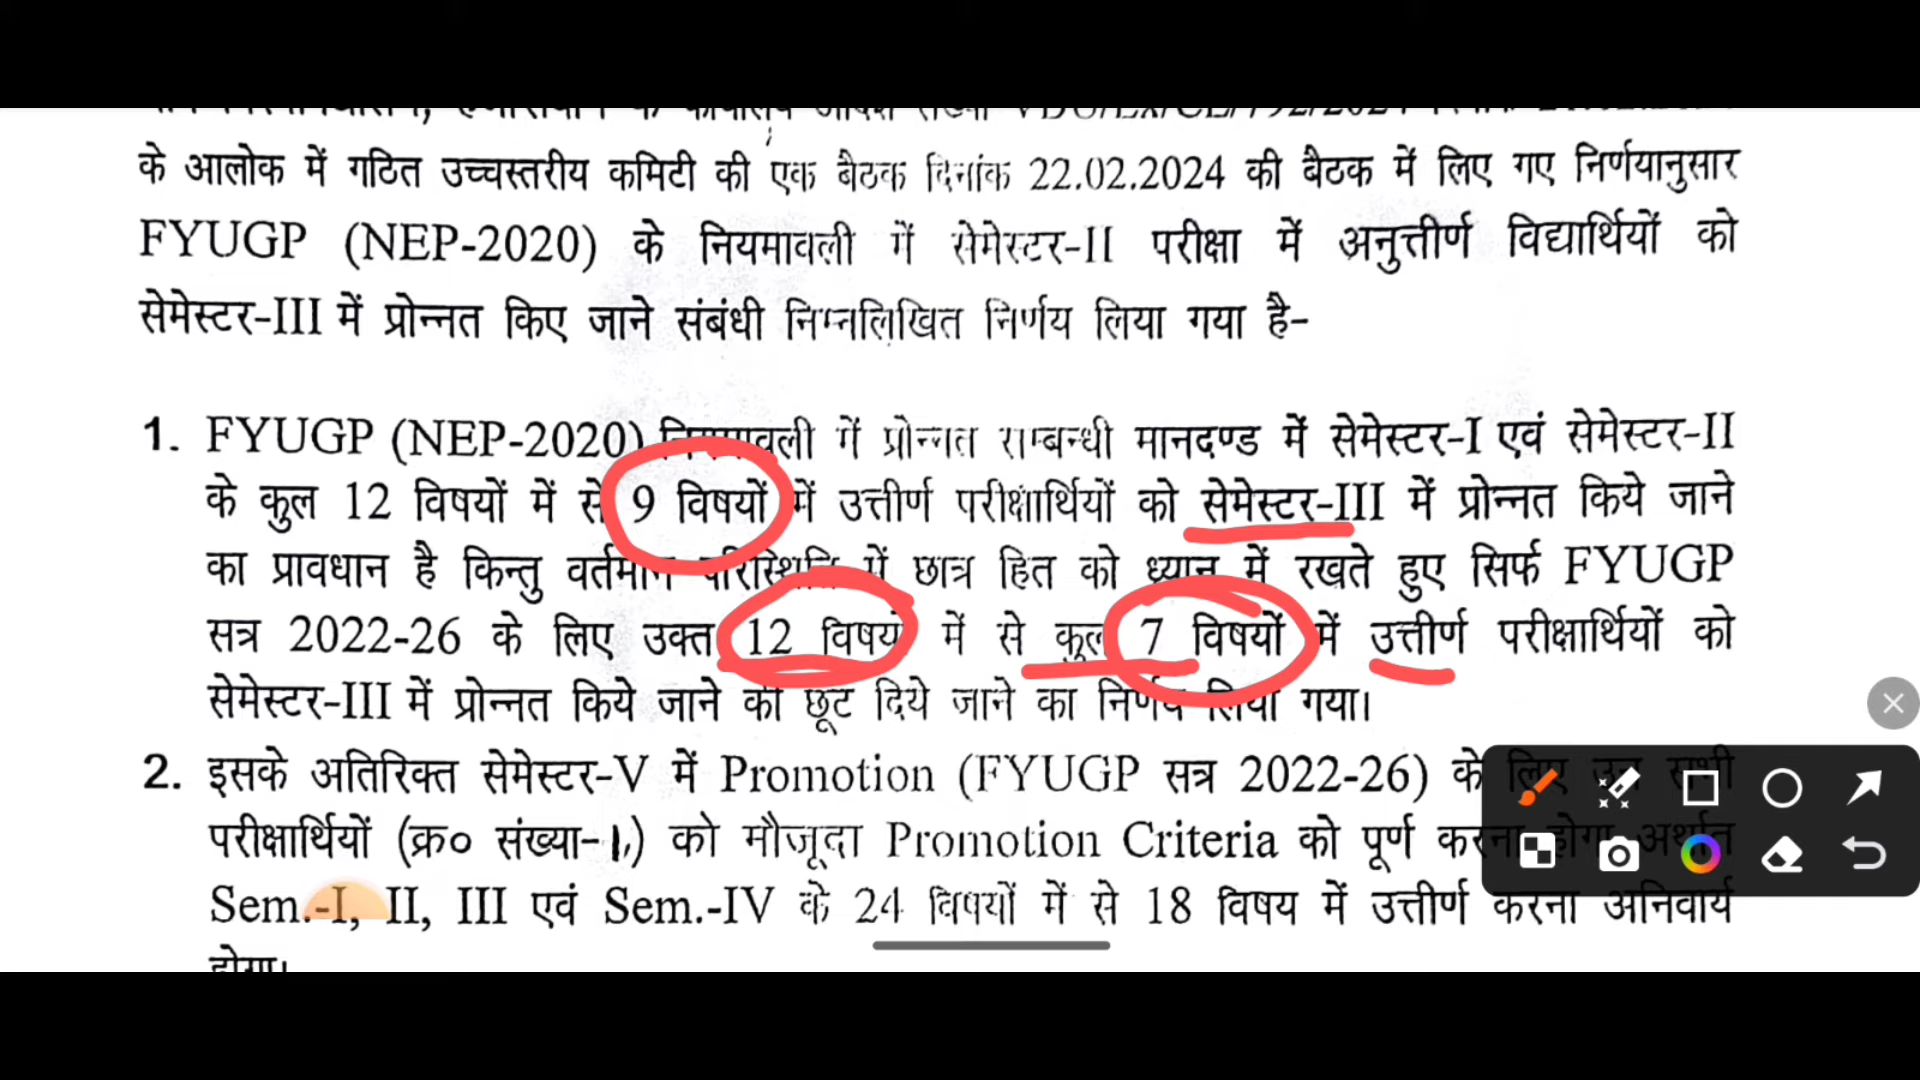 के आलोक में गठित उच्चस्तरीय कमिटी की एक बैठक दिनांक 22.02.2024 की बैठक में लिए गए निर्णयानुसार
FYUGP (NEP-2020) के नियमावली में सेमेस्टर-II परीक्षा में अनुत्तीर्ण विद्यार्थियों को
सेमेस्टर-III में प्रोन्नत किए जाने संबंधी निम्नलिखित निर्णय लिया गया है-
1. FYUGP (NEP-2020) नियमावली में प्रोन्नत सम्बन्धी मानदण्ड में सेमेस्टर-I एवं सेमेस्टर-II
के कुल 12 विषयों में से 9 विषयों में उत्तीर्ण परीक्षार्थियों को सेमेस्टर-III में प्रोन्नत किये जाने
का प्रावधान है किन्तु वर्तमान परिस्थिति में छात्र हित को ध्यान में रखते हुए सिर्फ FYUGP
सत्र 2022-26 के लिए उक्त 12 विषयों में से कुल 7 विषयों में उत्तीर्ण परीक्षार्थियों को
सेमेस्टर-III में प्रोन्नत किये जाने की छूट दिये जाने का निर्णय लिया गया।
2. इसके अतिरिक्त सेमेस्टर-V में Promotion (FYUGP सत्र 2022-26) के लिए उन सभी
परीक्षार्थियों (क्र० संख्या-1,) को मौजूदा Promotion Criteria को पूर्ण करना होगा अर्थात
Sem.-I, II, III एवं Sem.-IV के 24 विषयों में से 18 विषय में उत्तीर्ण करना अनिवार्य
होगा।